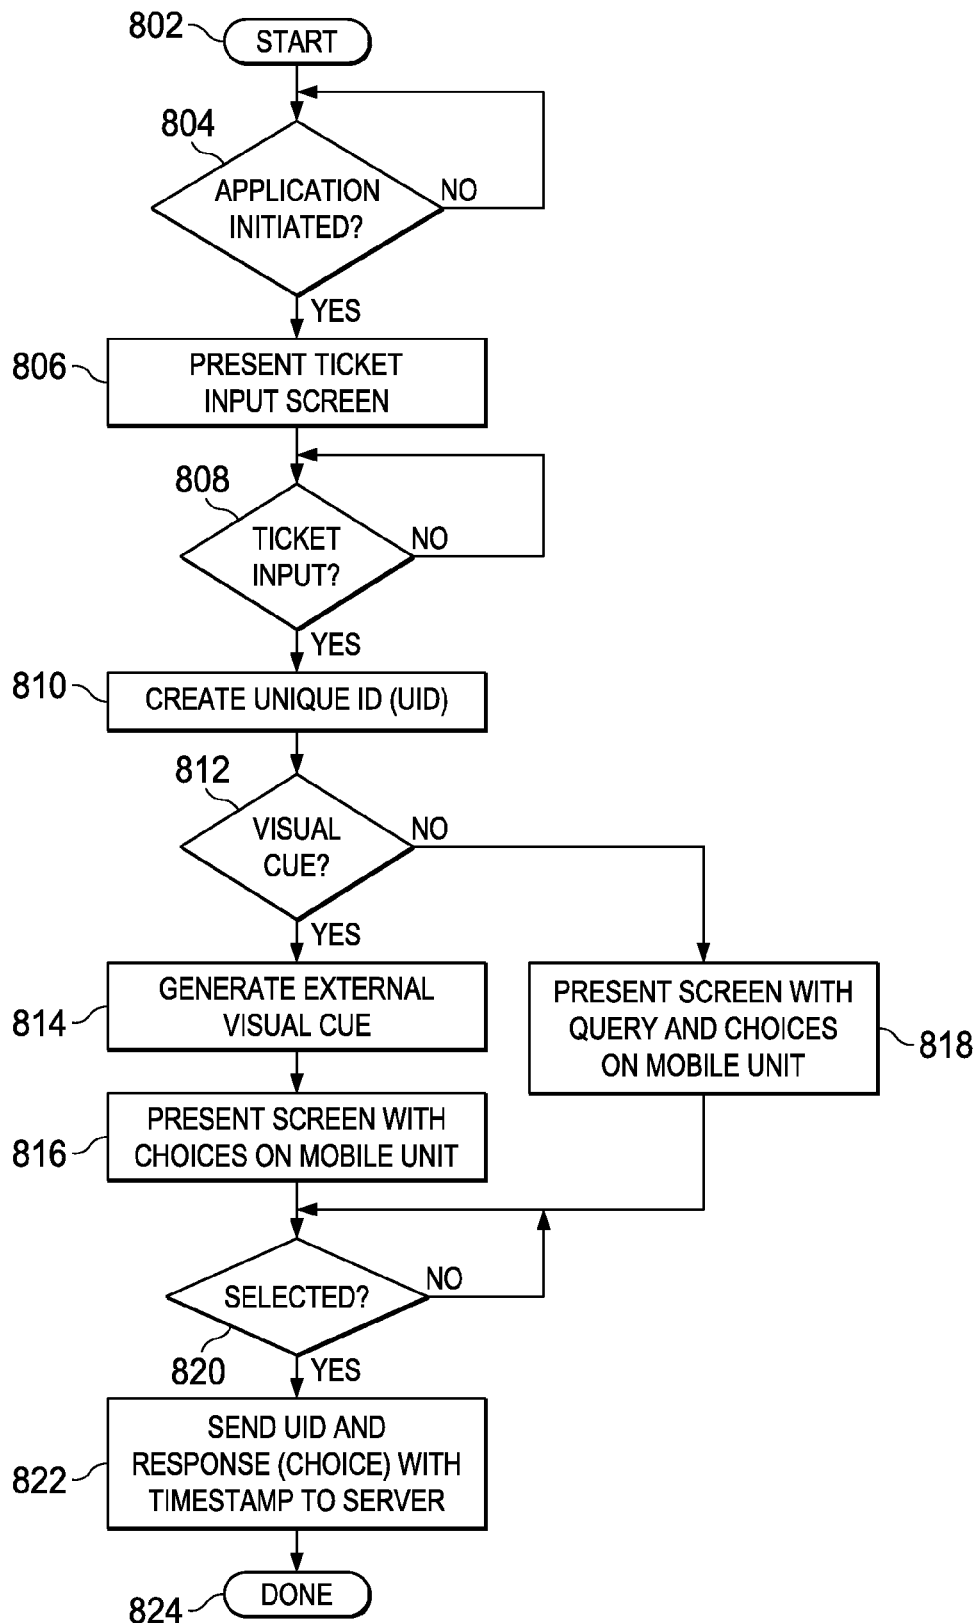 802
START
804
APPLICATION
INITIATED?
NO
YES
806
PRESENT TICKET
INPUT SCREEN
808
TICKET
INPUT?
NO
YES
810
CREATE UNIQUE ID (UID)
812
VISUAL
CUE?
NO
YES
814
GENERATE EXTERNAL
VISUAL CUE
PRESENT SCREEN WITH
QUERY AND CHOICES
ON MOBILE UNIT
818
816
PRESENT SCREEN WITH
CHOICES ON MOBILE UNIT
SELECTED?
NO
820
YES
822
SEND UID AND
RESPONSE (CHOICE) WITH
TIMESTAMP TO SERVER
824
DONE